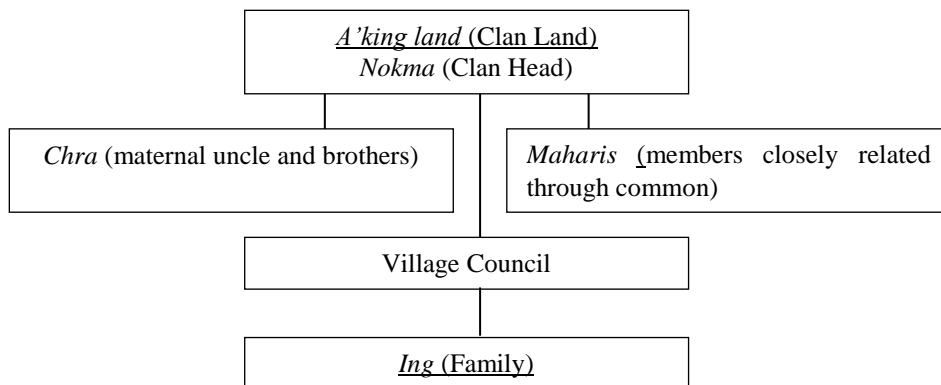 A’king land (Clan Land)
Nokma (Clan Head)
Chra (maternal uncle and brothers)
Maharis (members closely related
through common)
Village Council
Ing (Family)